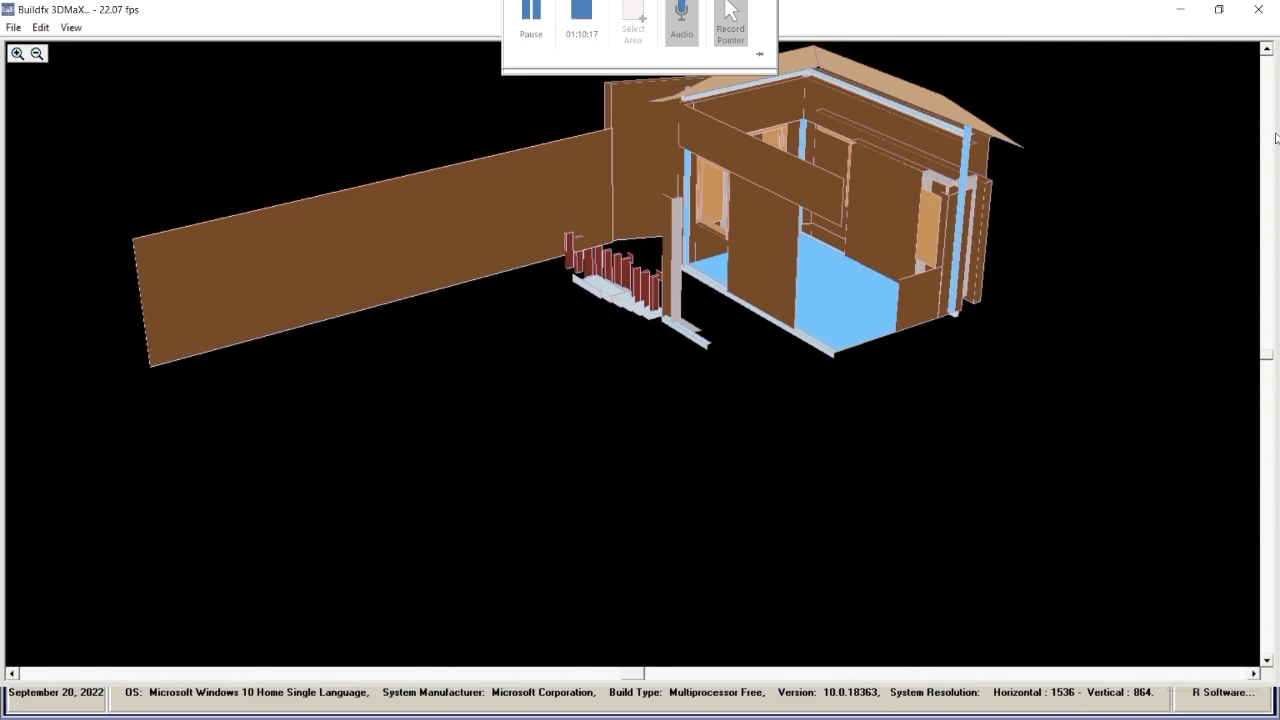 Buildfx 3DMaX... - 22.07 fps
File Edit View
Pause 01:10:17 Select Area Audio Record Pointer
September 20, 2022 OS: Microsoft Windows 10 Home Single Language, System Manufacturer: Microsoft Corporation, Build Type: Multiprocessor Free, Version: 10.0.18363, System Resolution: Horizontal : 1536 - Vertical : 864. R Software...